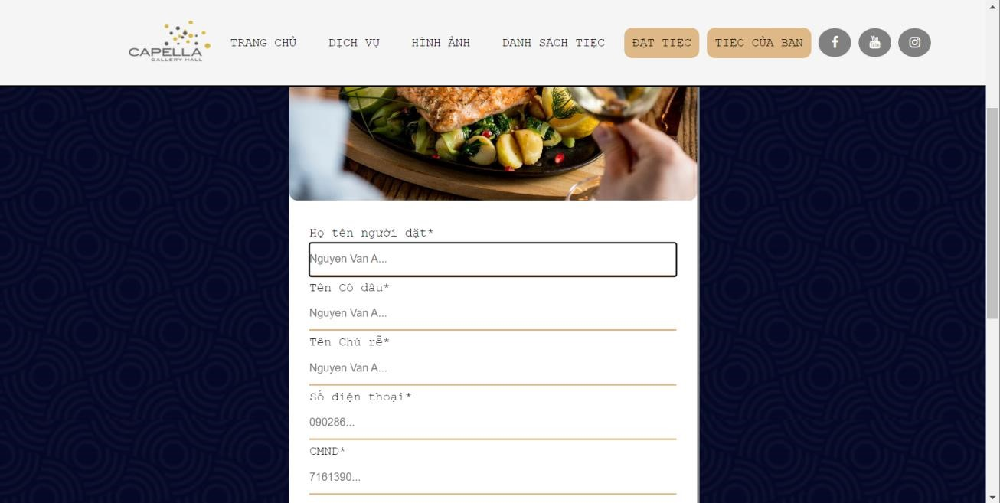 CAPELLA
GALLERY HALL
TRANG CHỦ DỊCH VỤ HÌNH ẢNH DANH SÁCH TIỆC ĐẶT TIỆC TIỆC CỦA BẠN
You
Tube
Họ tên người đặt*
Nguyen Van A...
Tên Cô dâu*
Nguyen Van A...
Tên Chú rễ*
Nguyen Van A...
Số điện thoại*
090286...
CMND*
7161390...